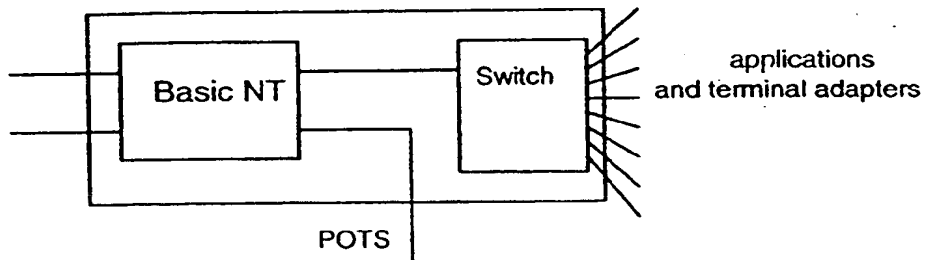 Basic NT
Switch
applications
and terminal adapters
POTS